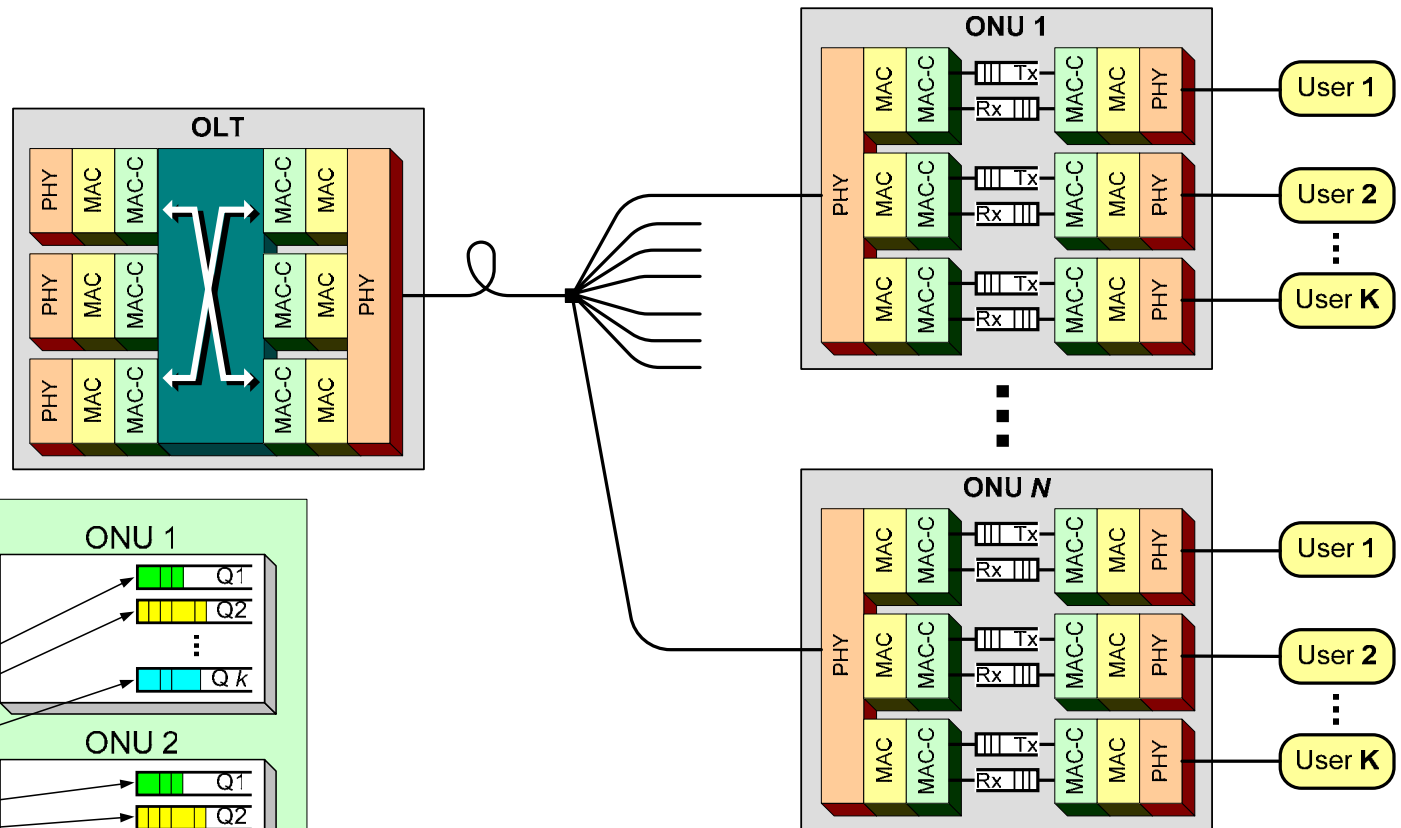 OLT
PHY
MAC
MAC-C
MAC-C
MAC
PHY
MAC
MAC-C
MAC-C
MAC
PHY
PHY
MAC
MAC-C
MAC-C
MAC
ONU 1
PHY
MAC
MAC-C
Tx
Rx
MAC-C
MAC
PHY
User 1
MAC
MAC-C
Tx
Rx
MAC-C
MAC
PHY
User 2
MAC
MAC-C
Tx
Rx
MAC-C
MAC
PHY
User K
ONU N
PHY
MAC
MAC-C
Tx
Rx
MAC-C
MAC
PHY
User 1
MAC
MAC-C
Tx
Rx
MAC-C
MAC
PHY
User 2
MAC
MAC-C
Tx
Rx
MAC-C
MAC
PHY
User K
ONU 1
Q1
Q2
Q k
ONU 2
Q1
Q2